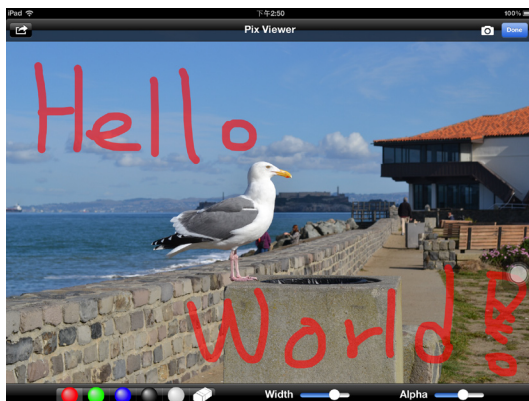 iPad 下午2:50 100%
Pix Viewer Done
Hello
World!
Width Alpha